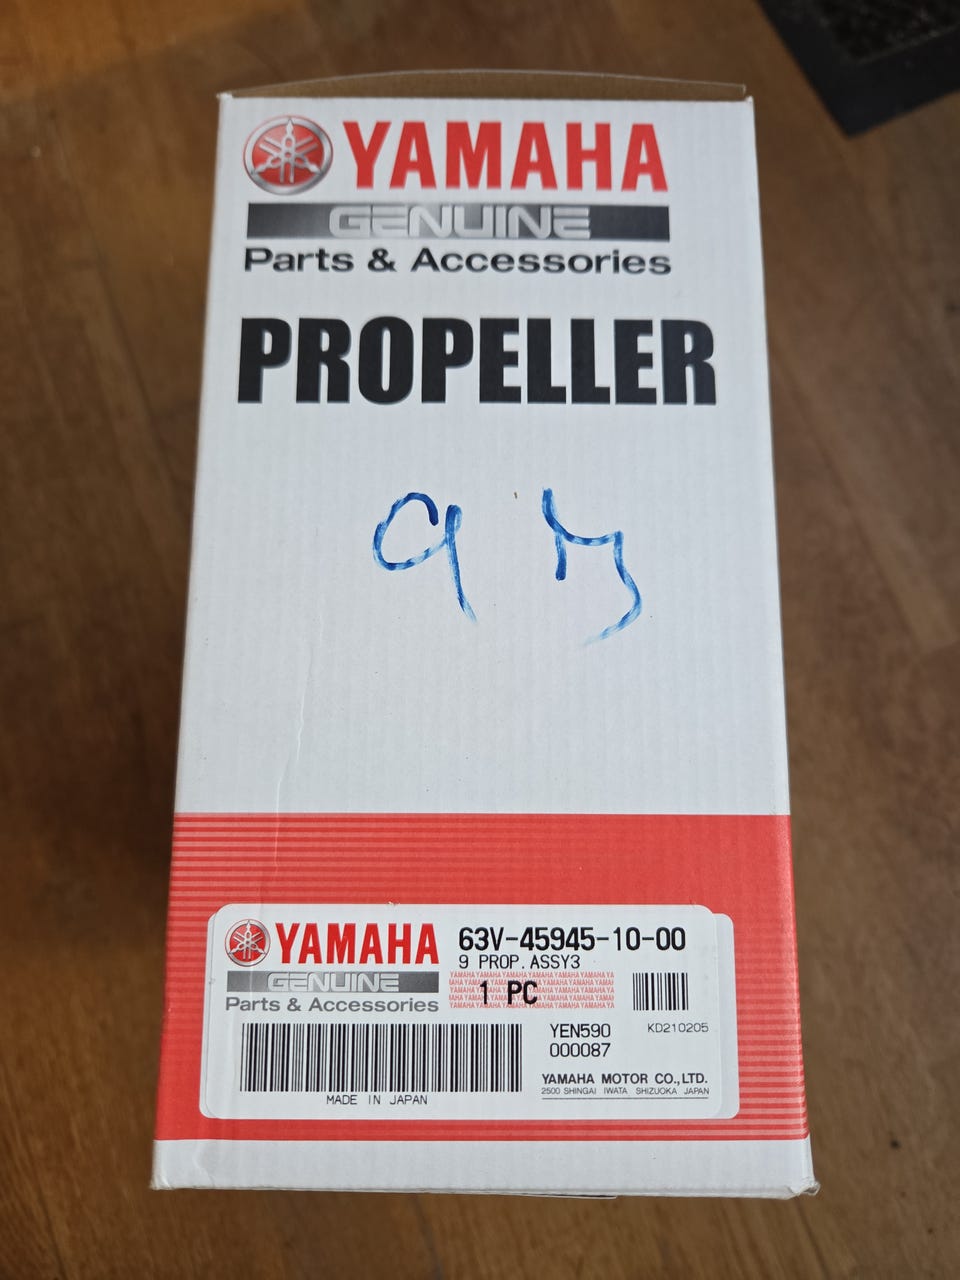 YAMAHA
GENUINE
Parts & Accessories
PROPELLER
9
YAMAHA
GENUINE
Parts & Accessories
63V-45945-10-00
9 PROP. ASSY3
1 PC
YEN590
000087
KD210205
MADE IN JAPAN
YAMAHA MOTOR CO.,LTD.
2500 SHINGAI IWATA SHIZUOKA JAPAN